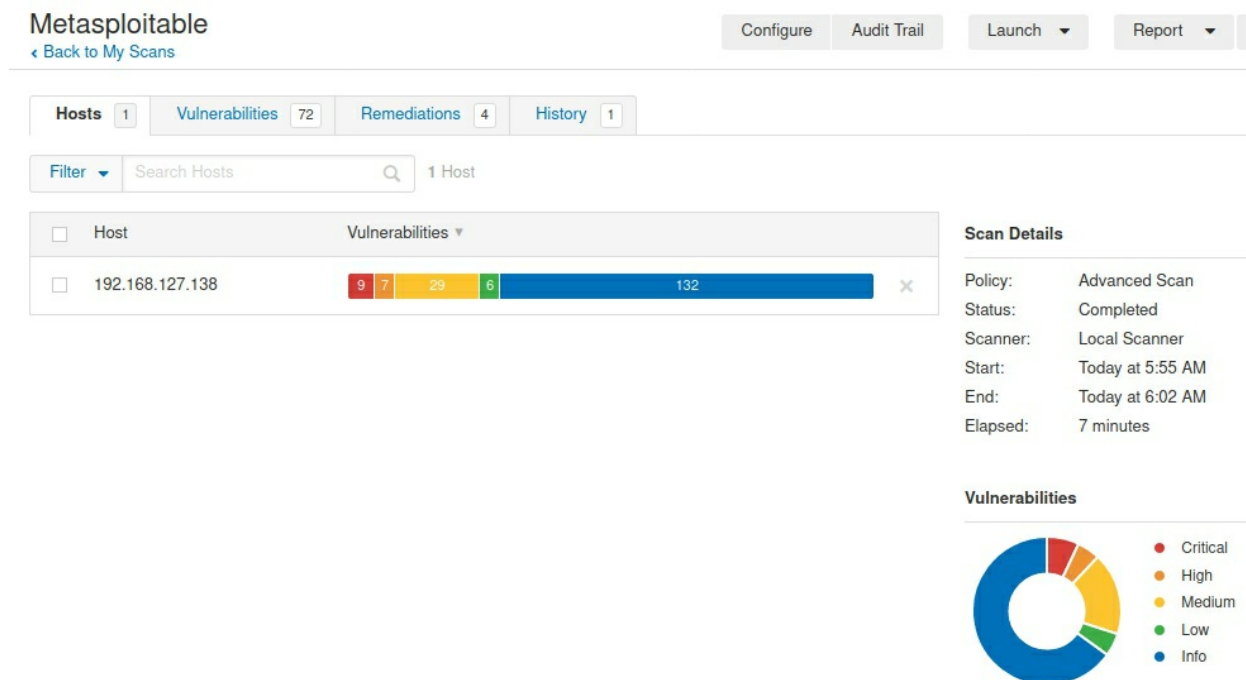 Metasploitable
Back to My Scans
Configure
Audit Trail
Launch
Report
Hosts 1
Vulnerabilities 72
Remediations 4
History 1
Filter
Search Hosts
1 Host
Host
Vulnerabilities
192.168.127.138
9 7 29 6 132
Scan Details
Policy: Advanced Scan
Status: Completed
Scanner: Local Scanner
Start: Today at 5:55 AM
End: Today at 6:02 AM
Elapsed: 7 minutes
Vulnerabilities
Critical
High
Medium
Low
Info